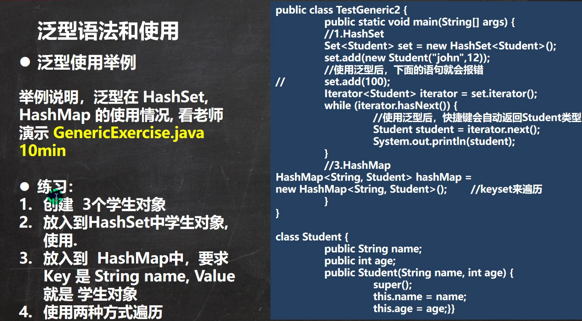 泛型语法和使用
● 泛型使用举例
举例说明，泛型在 HashSet,
HashMap 的使用情况, 看老师
演示 GenericExercise.java
10min
● 练习：
1. 创建 3个学生对象
2. 放入到HashSet中学生对象,
使用.
3. 放入到 HashMap中，要求
Key 是 String name, Value
就是 学生对象
4. 使用两种方式遍历
public class TestGeneric2 {
public static void main(String[] args) {
//1.HashSet
Set<Student> set = new HashSet<Student>();
set.add(new Student("john",12));
//使用泛型后，下面的语句就会报错
// set.add(100);
Iterator<Student> iterator = set.iterator();
while (iterator.hasNext()) {
//使用泛型后，快捷键会自动返回Student类型
Student student = iterator.next();
System.out.println(student);
}
//3.HashMap
HashMap<String, Student> hashMap =
new HashMap<String, Student>(); //keyset来遍历
}
}
class Student {
public String name;
public int age;
public Student(String name, int age) {
super();
this.name = name;
this.age = age;}}